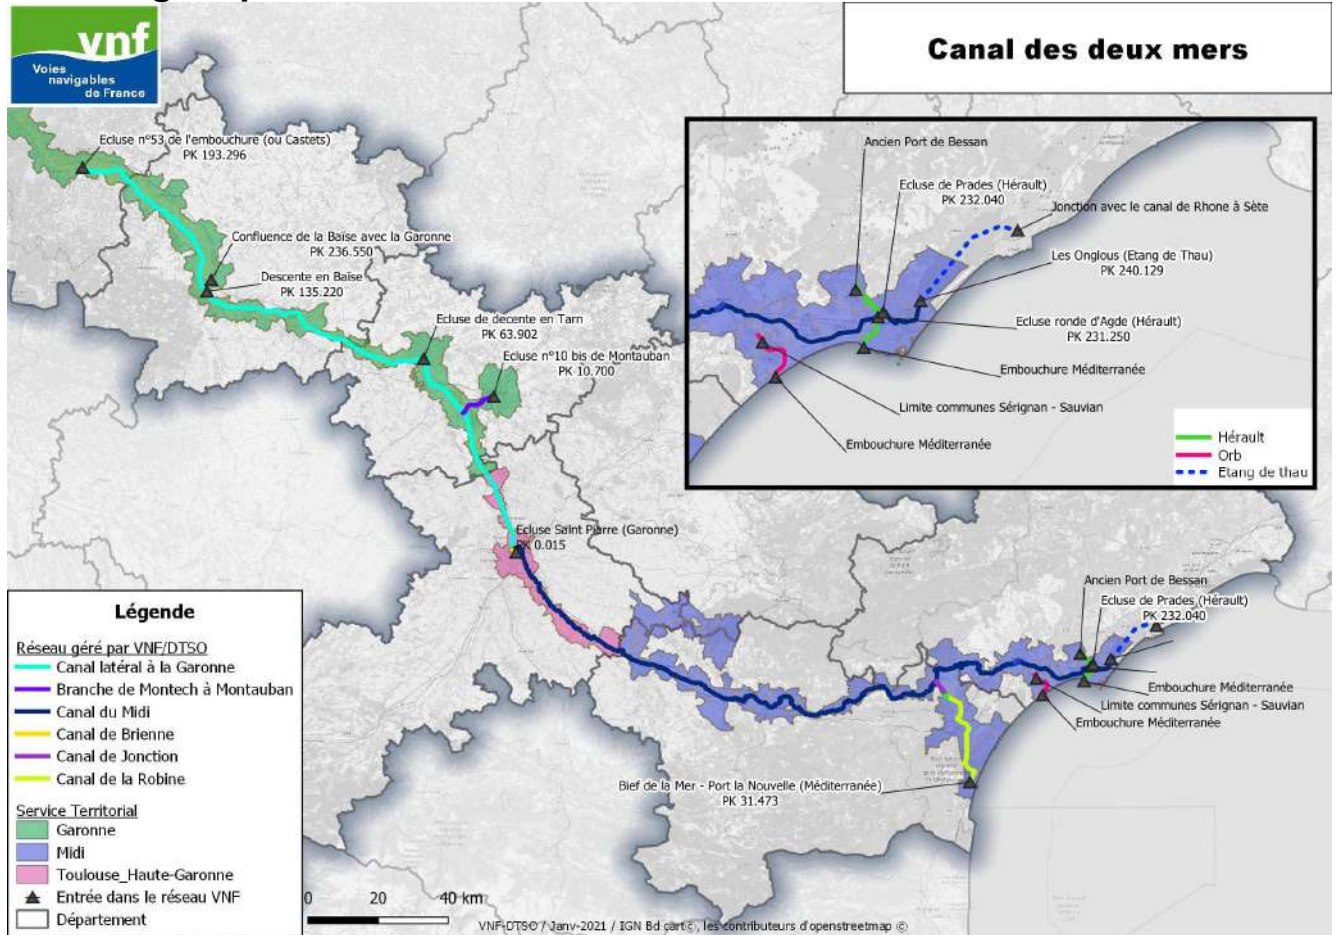 vnf
Voies
navigables
de France
Canal des deux mers
Ecluse n°53 de l'embouchure (ou Castets)
PK 193.296
Confluence de la Baïse avec la Garonne
PK 236.550
Descente en Baïse
PK 135.220
Ecluse de decente en Tarn
PK 63.902
Ecluse n°10 bis de Montauban
PK 10.700
Ecluse Saint Pierre (Garonne)
PK 0.015
Ancien Port de Bessan
Ecluse de Prades (Hérault)
PK 232.040
Jonction avec le canal de Rhone à Sète
Les Onglous (Etang de Thau)
PK 240.129
Ecluse ronde d'Agde (Hérault)
PK 231.250
Embouchure Méditerranée
Limite communes Sérignan - Sauvian
Embouchure Méditerranée
Hérault
Orb
Etang de thau
Ancien Port de Bessan
Ecluse de Prades (Hérault)
PK 232.040
Embouchure Méditerranée
Limite communes Sérignan - Sauvian
Embouchure Méditerranée
Bief de la Mer - Port la Nouvelle (Méditerranée)
PK 31.473
Légende
Réseau géré par VNF/DTSO
Canal latéral à la Garonne
Branche de Montech à Montauban
Canal du Midi
Canal de Brienne
Canal de Jonction
Canal de la Robine
Service Territorial
Garonne
Midi
Toulouse_Haute-Garonne
Entrée dans le réseau VNF
Département
0 20 40 km
VNF-DTSO / Janv-2021 / IGN Bd cart©, les contributeurs d'openstreetmap ©